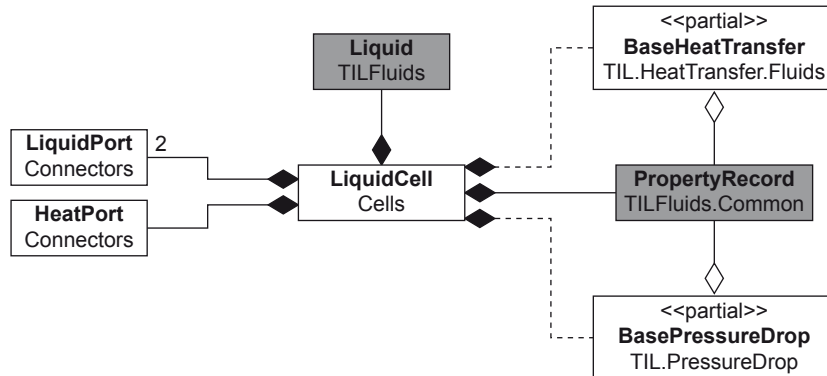 <<partial>>
BaseHeatTransfer
TIL.HeatTransfer.Fluids
Liquid
TILFluids
LiquidPort
Connectors
2
HeatPort
Connectors
LiquidCell
Cells
PropertyRecord
TILFluids.Common
<<partial>>
BasePressureDrop
TIL.PressureDrop